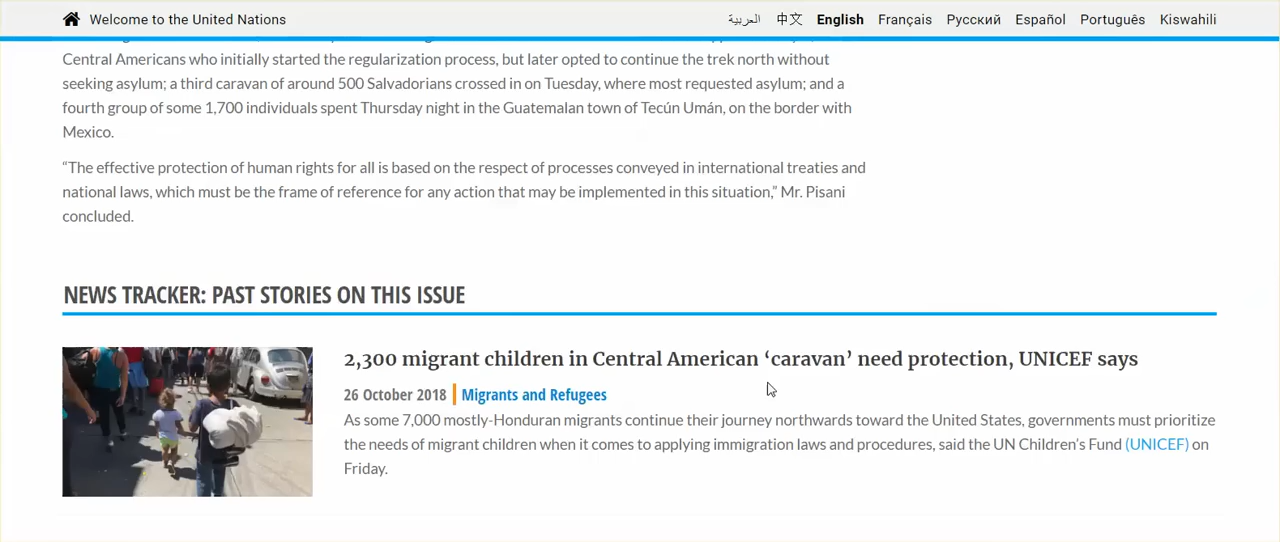 Welcome to the United Nations
العربية 中文 English Français Русский Español Português Kiswahili
Central Americans who initially started the regularization process, but later opted to continue the trek north without
seeking asylum; a third caravan of around 500 Salvadorians crossed in on Tuesday, where most requested asylum; and a
fourth group of some 1,700 individuals spent Thursday night in the Guatemalan town of Tecún Umán, on the border with
Mexico.
“The effective protection of human rights for all is based on the respect of processes conveyed in international treaties and
national laws, which must be the frame of reference for any action that may be implemented in this situation,” Mr. Pisani
concluded.
NEWS TRACKER: PAST STORIES ON THIS ISSUE
2,300 migrant children in Central American ‘caravan’ need protection, UNICEF says
26 October 2018 Migrants and Refugees
As some 7,000 mostly-Honduran migrants continue their journey northwards toward the United States, governments must prioritize
the needs of migrant children when it comes to applying immigration laws and procedures, said the UN Children’s Fund (UNICEF) on
Friday.